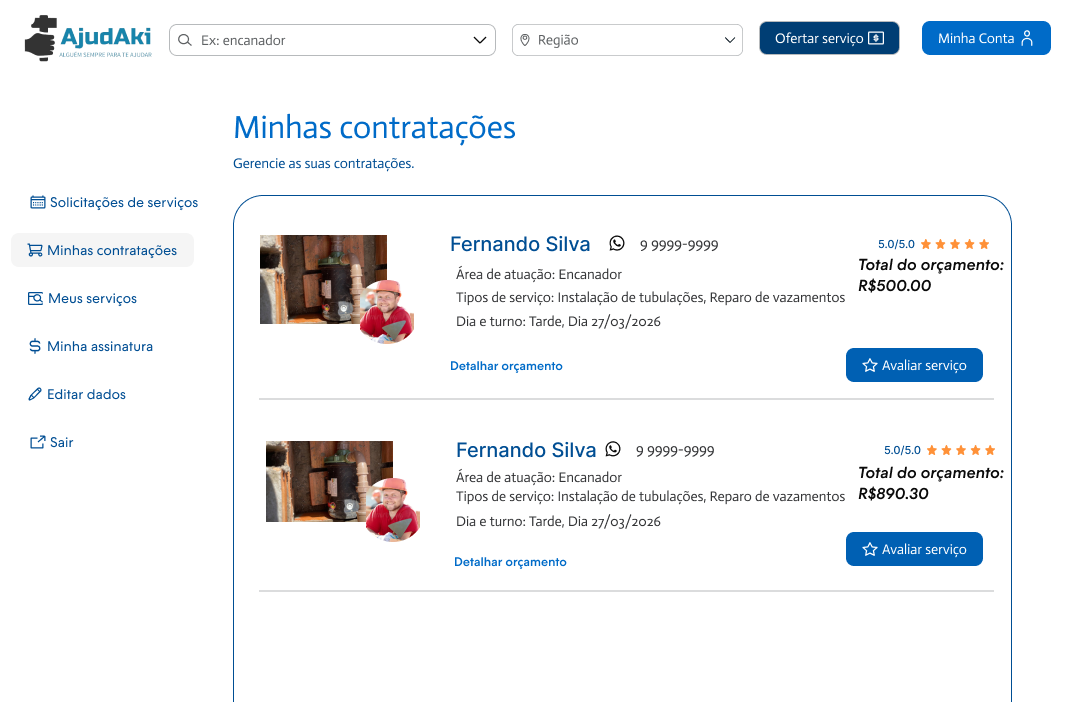 AjudAki
ALGUÉM SEMPRE PARA TE AJUDAR
Ex: encanador
Região
Ofertar serviço
Minha Conta
Minhas contratações
Gerencie as suas contratações.
Solicitações de serviços
Minhas contratações
Meus serviços
Minha assinatura
Editar dados
Sair
Fernando Silva 9 9999-9999
5.0/5.0
Total do orçamento:
R$500.00
Área de atuação: Encanador
Tipos de serviço: Instalação de tubulações, Reparo de vazamentos
Dia e turno: Tarde, Dia 27/03/2026
Detalhar orçamento
Avaliar serviço
Fernando Silva 9 9999-9999
5.0/5.0
Total do orçamento:
R$890.30
Área de atuação: Encanador
Tipos de serviço: Instalação de tubulações, Reparo de vazamentos
Dia e turno: Tarde, Dia 27/03/2026
Detalhar orçamento
Avaliar serviço